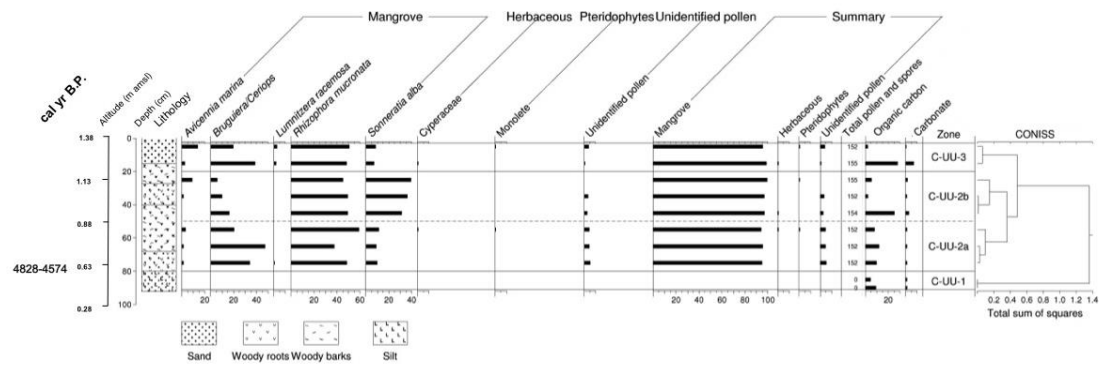 Mangrove Herbaceous Pteridophytes Unidentified pollen Summary
cal yr B.P.
Altitude (m amsl)
Depth (cm)
Lithology
Avicennia marina
Bruguiera/Ceriops
Lumnitzera racemosa
Rhizophora mucronata
Sonneratia alba
Cyperaceae
Monolete
Unidentified pollen
Mangrove
Herbaceous
Pteridophytes
Unidentified pollen
Total pollen and spores
Organic carbon
Carbonate
Zone CONISS
1.38 0
152
C-UU-3
20 155
1.13 155
152 C-UU-2b
40
154
0.88
152
60 152 C-UU-2a
4828-4574 0.63 152
80
0 C-UU-1
0
0.28 100
20 20 40 20 40 60 20 40 20 40 60 80 100 20 0.2 0.4 0.6 0.8 1.0 1.2 1.4
Total sum of squares
Sand Woody roots Woody barks Silt